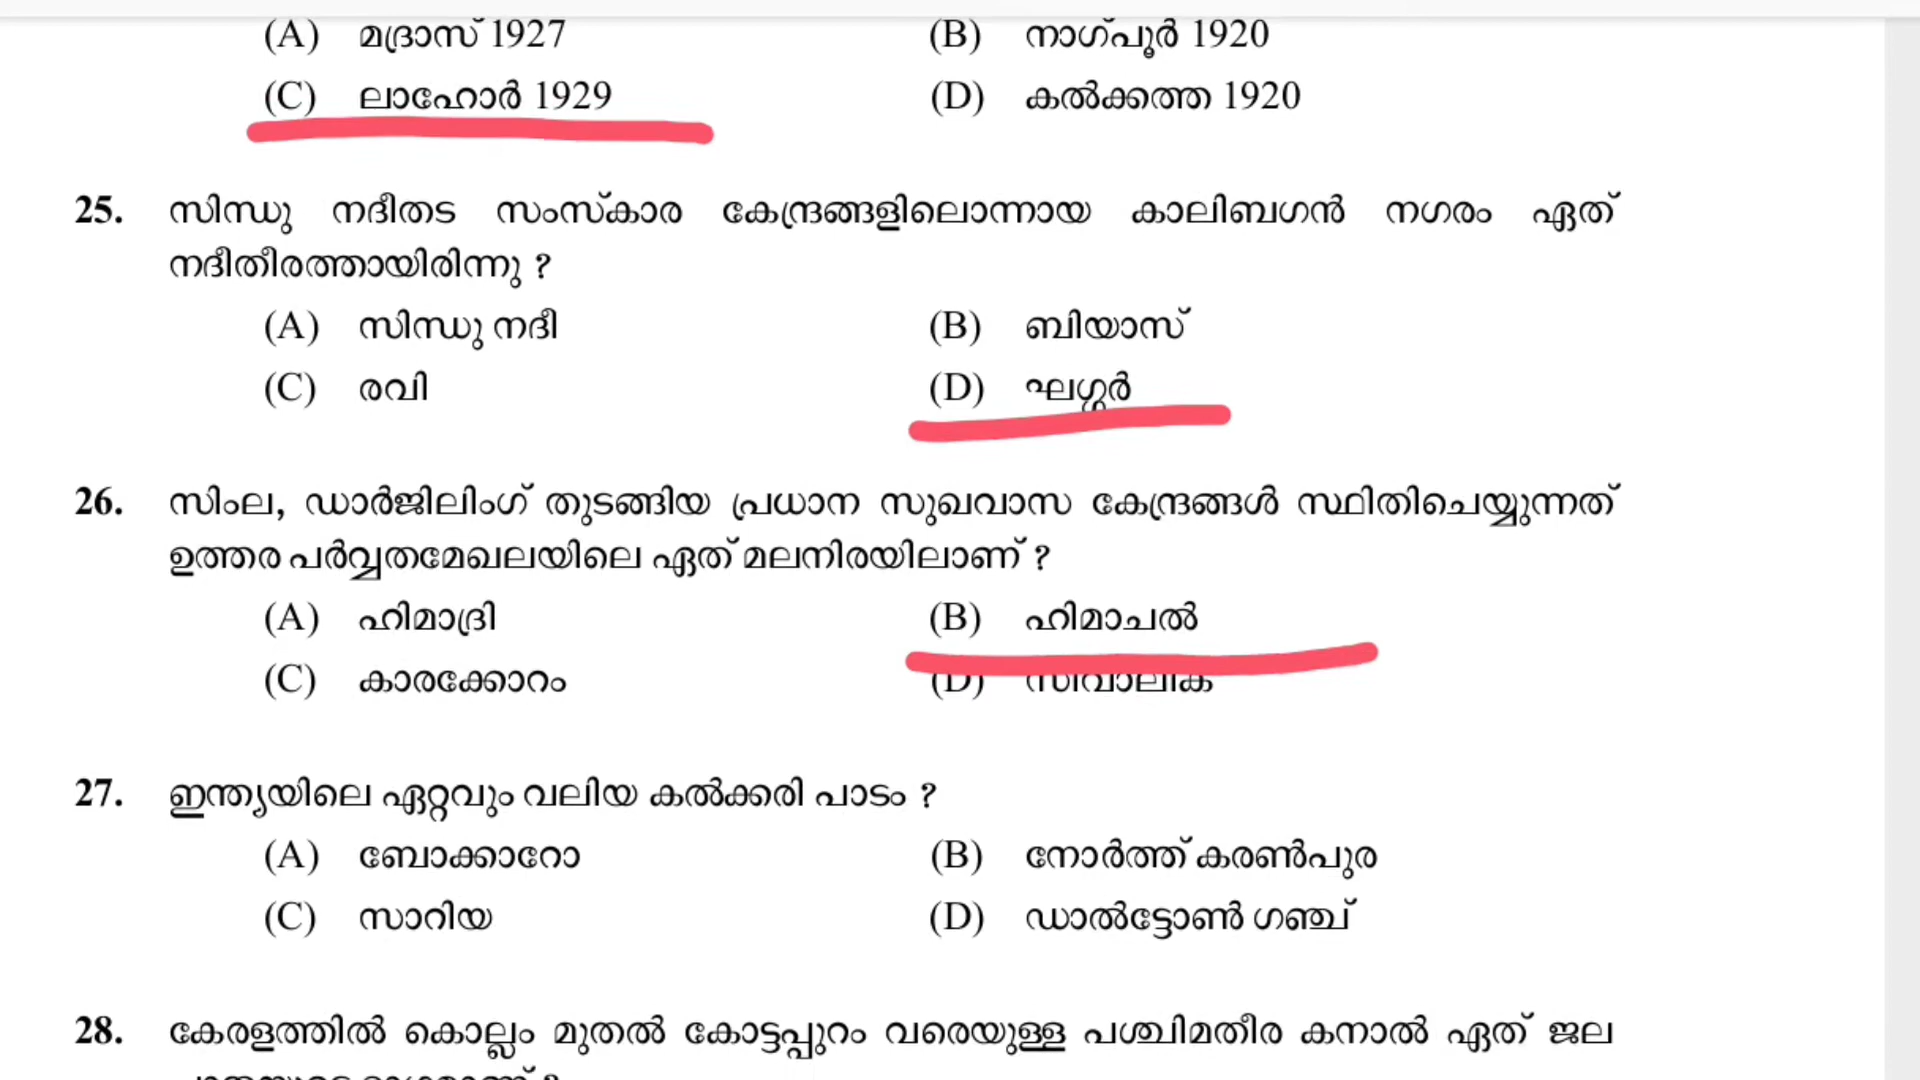 (A) മദ്രാസ് 1927 (B) നാഗ്പൂർ 1920
(C) ലാഹോർ 1929 (D) കൽക്കത്ത 1920
25. സിന്ധു നദീതട സംസ്കാര കേന്ദ്രങ്ങളിലൊന്നായ കാലിബഗൻ നഗരം ഏത്
നദീതീരത്തായിരിന്നു ?
(A) സിന്ധു നദീ (B) ബിയാസ്
(C) രവി (D) ഘഗ്ഗർ
26. സിംല, ഡാർജിലിംഗ് തുടങ്ങിയ പ്രധാന സുഖവാസ കേന്ദ്രങ്ങൾ സ്ഥിതിചെയ്യുന്നത്
ഉത്തര പർവ്വതമേഖലയിലെ ഏത് മലനിരയിലാണ് ?
(A) ഹിമാദ്രി (B) ഹിമാചൽ
(C) കാരക്കോറം (D) സിവാലിക്
27. ഇന്ത്യയിലെ ഏറ്റവും വലിയ കൽക്കരി പാടം ?
(A) ബോക്കാറോ (B) നോർത്ത് കരൺപുര
(C) സാറിയ (D) ഡാൽട്ടോൺ ഗഞ്ച്
28. കേരളത്തിൽ കൊല്ലം മുതൽ കോട്ടപ്പുറം വരെയുള്ള പശ്ചിമതീര കനാൽ ഏത് ജല